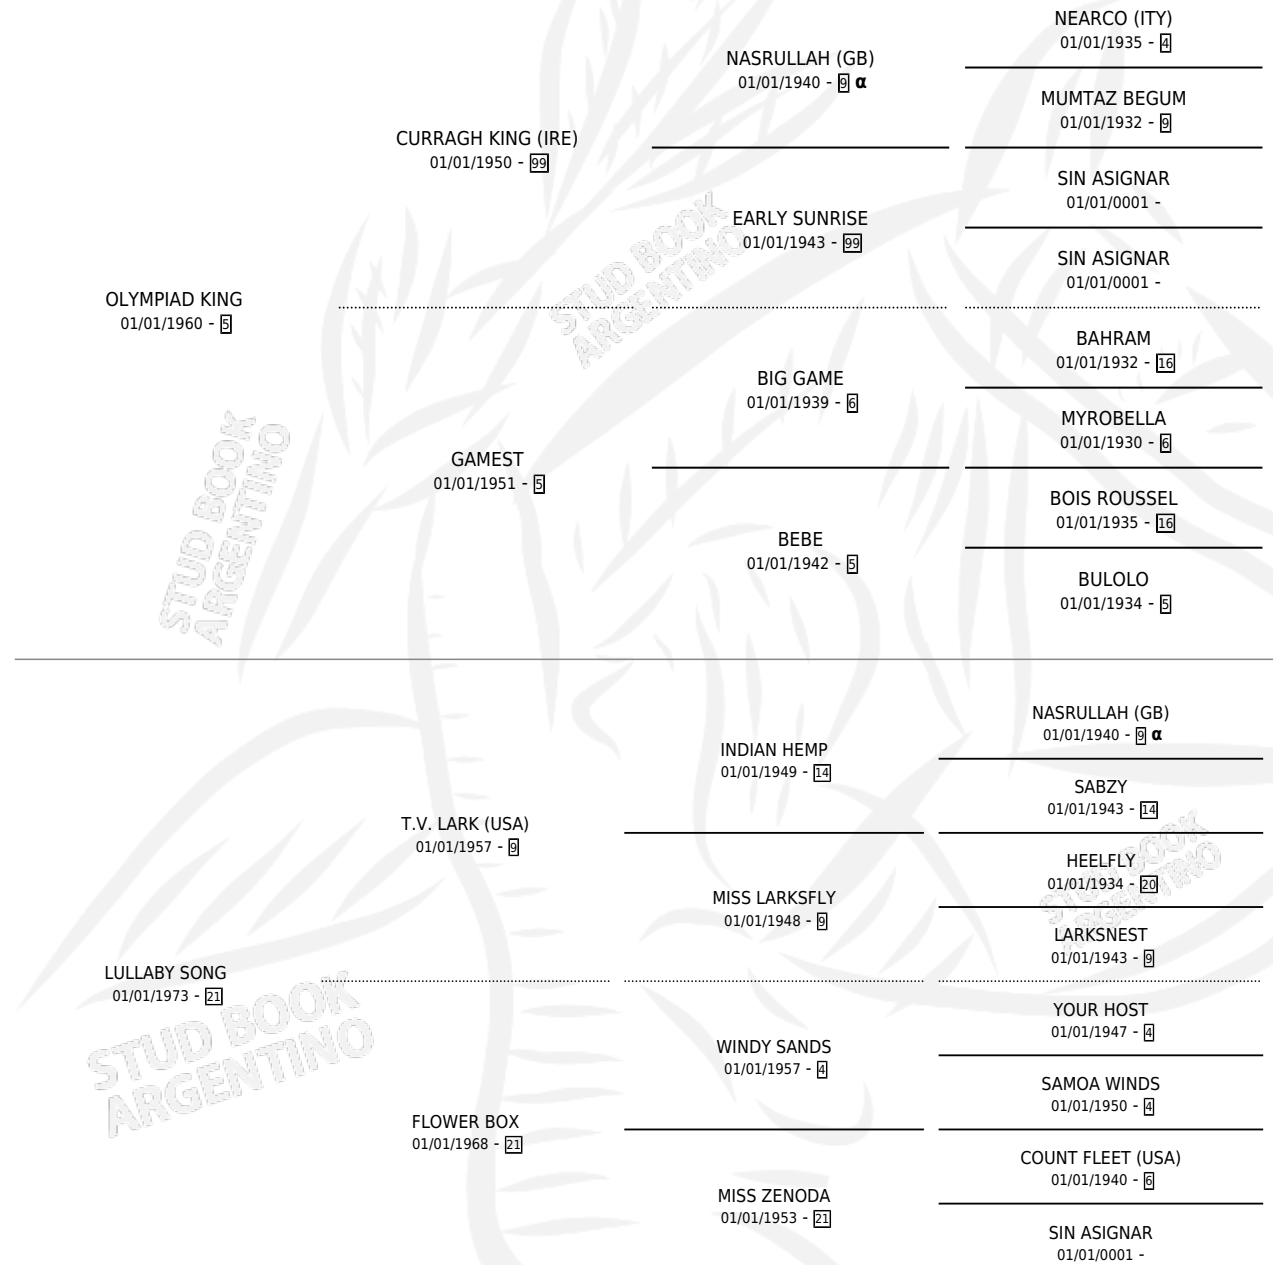 NEARCO (ITY)
01/01/1935 - 4
NASRULLAH (GB)
01/01/1940 - 9 α
MUMTAZ BEGUM
01/01/1932 - 9
CURRAGH KING (IRE)
01/01/1950 - 99
SIN ASIGNAR
01/01/0001 -
EARLY SUNRISE
01/01/1943 - 99
SIN ASIGNAR
01/01/0001 -
OLYMPIAD KING
01/01/1960 - 5
BAHRAM
01/01/1932 - 16
BIG GAME
01/01/1939 - 6
MYROBELLA
01/01/1930 - 6
GAMEST
01/01/1951 - 5
BOIS ROUSSEL
01/01/1935 - 16
BEBE
01/01/1942 - 5
BULOLO
01/01/1934 - 5
NASRULLAH (GB)
01/01/1940 - 9 α
INDIAN HEMP
01/01/1949 - 14
SABZY
01/01/1943 - 14
T.V. LARK (USA)
01/01/1957 - 9
HEELFLY
01/01/1934 - 20
MISS LARKSFLY
01/01/1948 - 9
LARKSNEST
01/01/1943 - 9
LULLABY SONG
01/01/1973 - 21
YOUR HOST
01/01/1947 - 4
WINDY SANDS
01/01/1957 - 4
SAMOA WINDS
01/01/1950 - 4
FLOWER BOX
01/01/1968 - 21
COUNT FLEET (USA)
01/01/1940 - 6
MISS ZENODA
01/01/1953 - 21
SIN ASIGNAR
01/01/0001 -
STUD BOOK
ARGENTINO
STUD BOOK
ARGENTINO
STUD BOOK
ARGENTINO
STUD BOOK
ARGENTINO